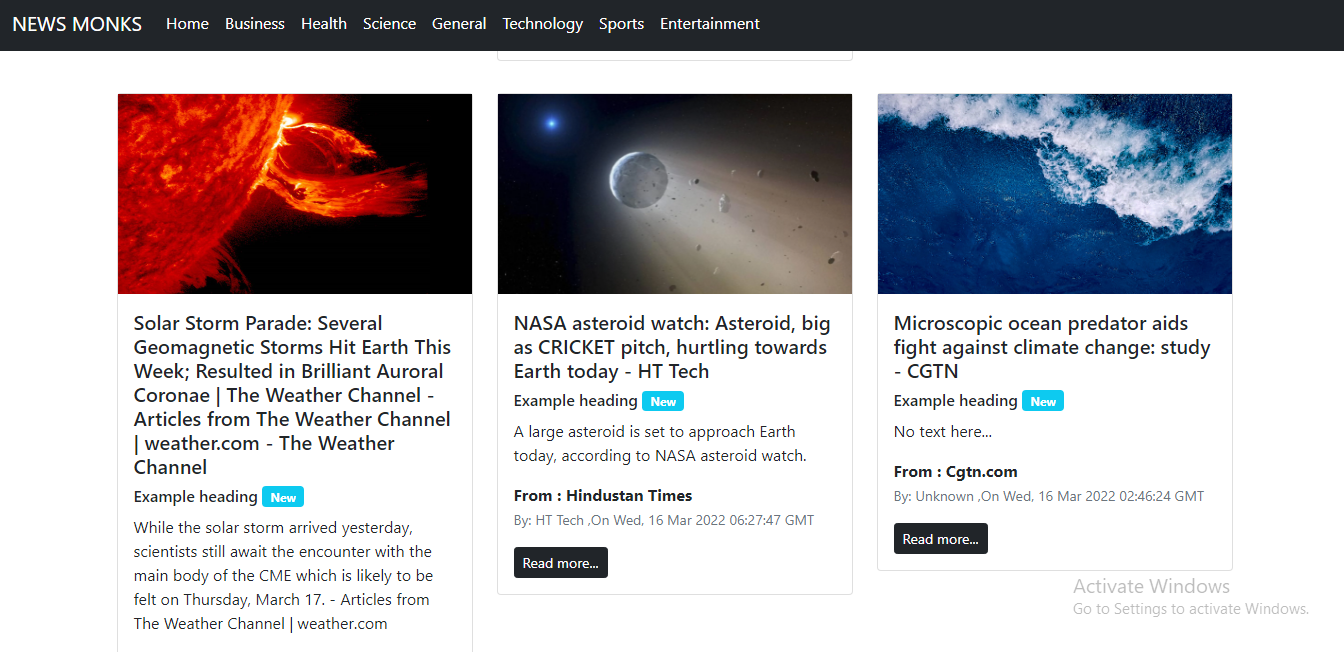 NEWS MONKS Home Business Health Science General Technology Sports Entertainment
Solar Storm Parade: Several
Geomagnetic Storms Hit Earth This
Week; Resulted in Brilliant Auroral
Coronae | The Weather Channel -
Articles from The Weather Channel
| weather.com - The Weather
Channel
Example heading New
While the solar storm arrived yesterday,
scientists still await the encounter with the
main body of the CME which is likely to be
felt on Thursday, March 17. - Articles from
The Weather Channel | weather.com
NASA asteroid watch: Asteroid, big
as CRICKET pitch, hurtling towards
Earth today - HT Tech
Example heading New
A large asteroid is set to approach Earth
today, according to NASA asteroid watch.
From : Hindustan Times
By: HT Tech ,On Wed, 16 Mar 2022 06:27:47 GMT
Read more...
Microscopic ocean predator aids
fight against climate change: study
- CGTN
Example heading New
No text here...
From : Cgtn.com
By: Unknown ,On Wed, 16 Mar 2022 02:46:24 GMT
Read more...
Activate Windows
Go to Settings to activate Windows.